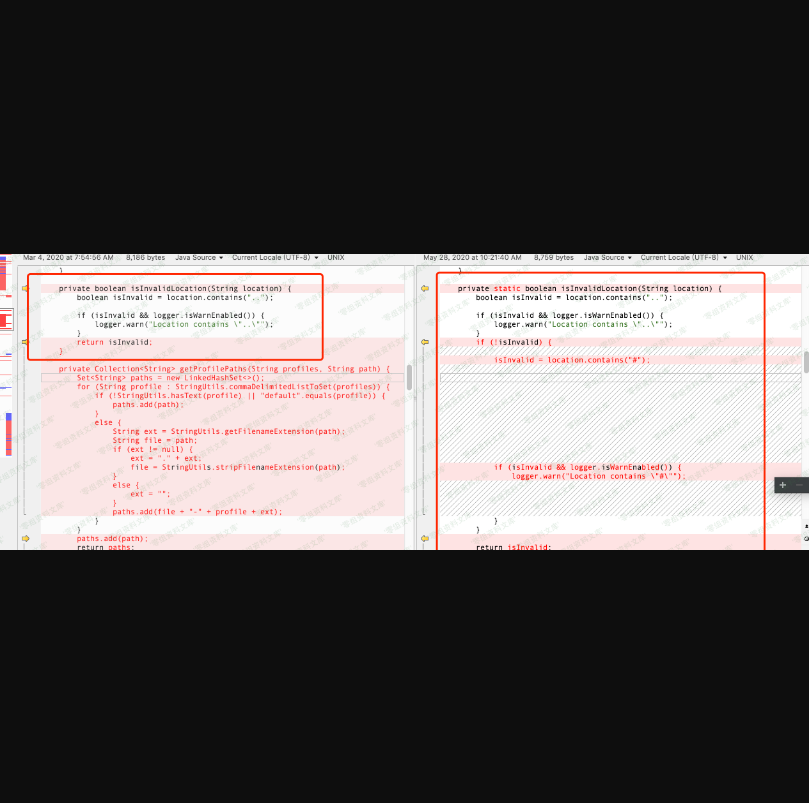 Mar 4, 2020 at 7:54:56 AM 8,186 bytes Java Source Current Locale (UTF-8) UNIX
}
private boolean isInvalidLocation(String location) {
boolean isInvalid = location.contains("..");
if (isInvalid && logger.isWarnEnabled()) {
logger.warn("Location contains \"..\"");
}
return isInvalid;
}
private Collection<String> getProfilePaths(String profiles, String path) {
Set<String> paths = new LinkedHashSet<>();
for (String profile : StringUtils.commaDelimitedListToSet(profiles)) {
if (!StringUtils.hasText(profile) || "default".equals(profile)) {
paths.add(path);
}
else {
String ext = StringUtils.getFilenameExtension(path);
String file = path;
if (ext != null) {
ext = "." + ext;
file = StringUtils.stripFilenameExtension(path);
}
else {
ext = "";
}
paths.add(file + "-" + profile + ext);
}
}
paths.add(path);
return paths;
May 28, 2020 at 10:21:40 AM 8,759 bytes Java Source Current Locale (UTF-8) UNIX
}
private static boolean isInvalidLocation(String location) {
boolean isInvalid = location.contains("..");
if (isInvalid && logger.isWarnEnabled()) {
logger.warn("Location contains \"..\"");
}
if (!isInvalid) {
isInvalid = location.contains("#");
if (isInvalid && logger.isWarnEnabled()) {
logger.warn("Location contains \"#\"");
}
}
return isInvalid;